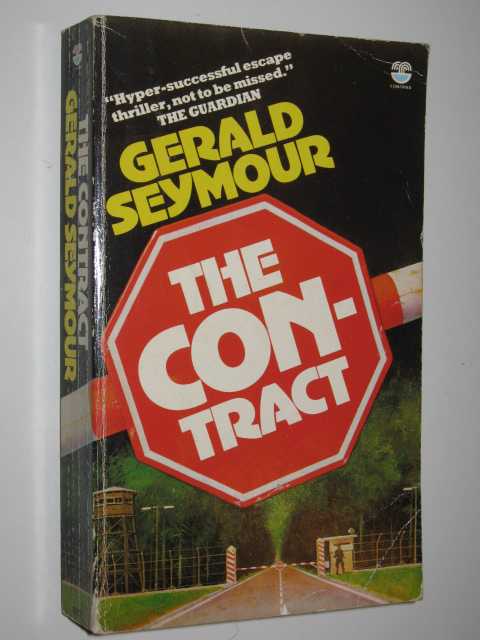 "Hyper-successful escape
thriller, not to be missed."
THE GUARDIAN
GERALD
SEYMOUR
THE
CON-
TRACT
THE CONTRACT
GERALD SEYMOUR